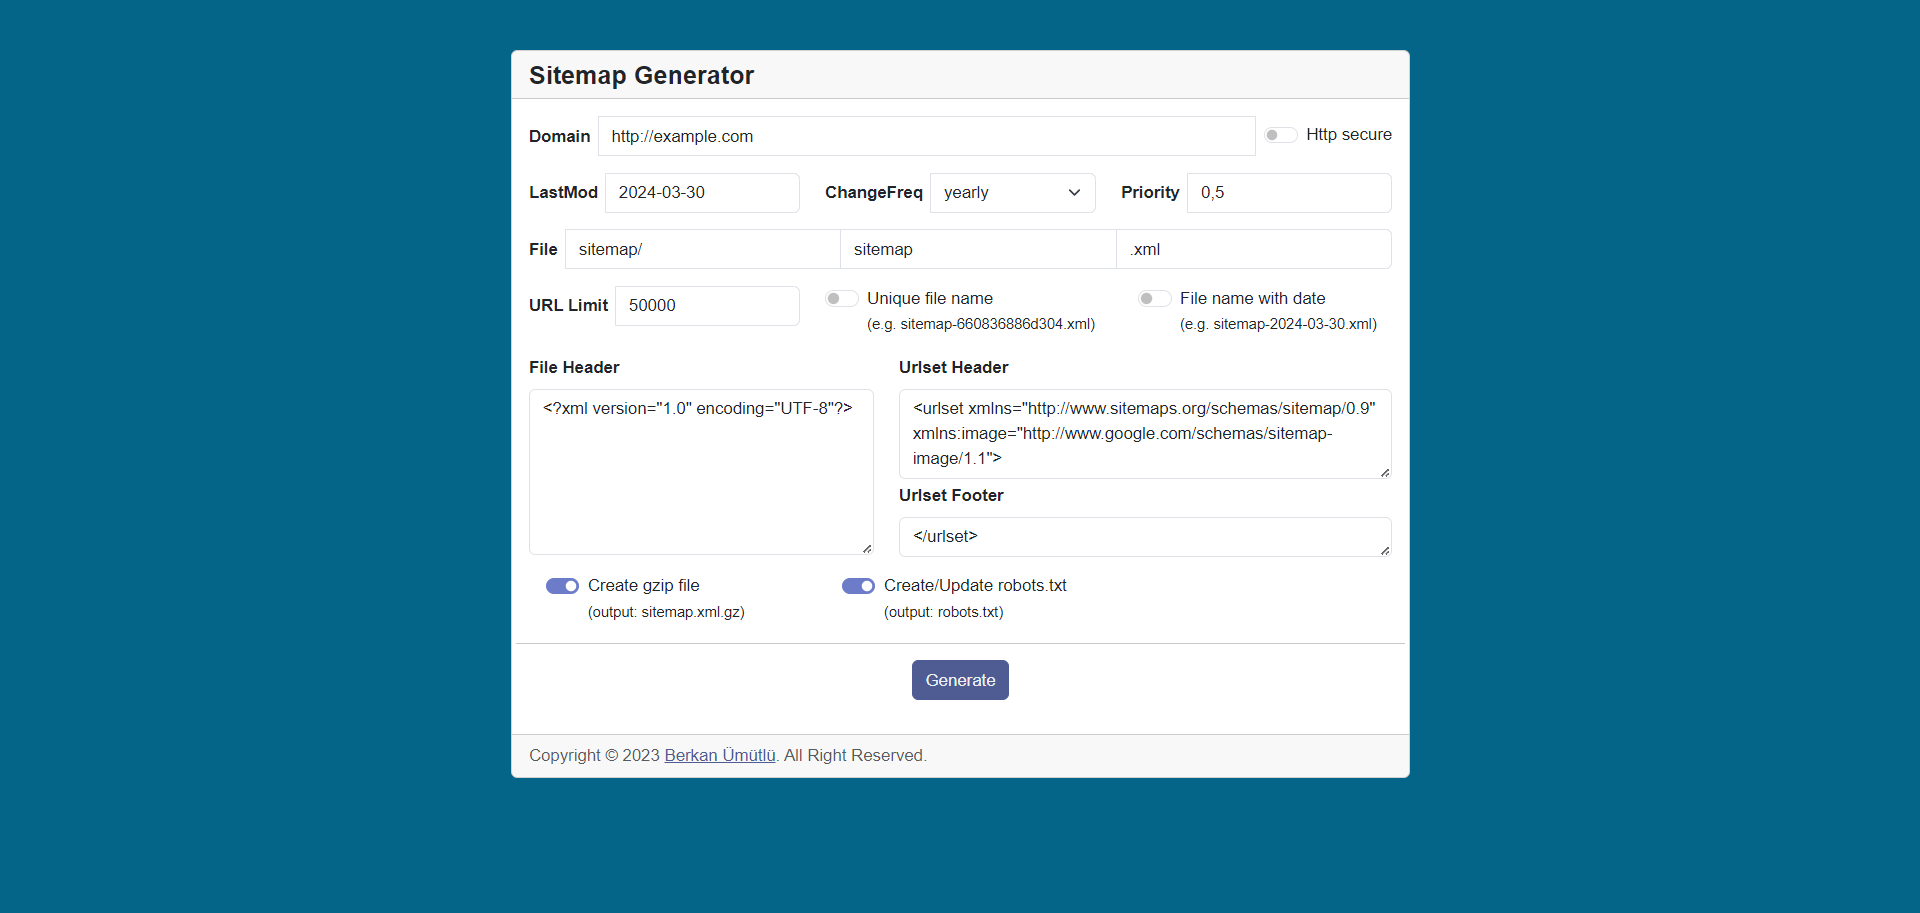 Sitemap Generator
Domain http://example.com Http secure
LastMod 2024-03-30 ChangeFreq yearly Priority 0,5
File sitemap/ sitemap .xml
URL Limit 50000 Unique file name File name with date
(e.g. sitemap-660836886d304.xml) (e.g. sitemap-2024-03-30.xml)
File Header
<?xml version="1.0" encoding="UTF-8"?>
Urlset Header
<urlset xmlns="http://www.sitemaps.org/schemas/sitemap/0.9"
xmlns:image="http://www.google.com/schemas/sitemap-
image/1.1">
Urlset Footer
</urlset>
Create gzip file
(output: sitemap.xml.gz)
Create/Update robots.txt
(output: robots.txt)
Generate
Copyright © 2023 Berkan Ümütlü. All Right Reserved.